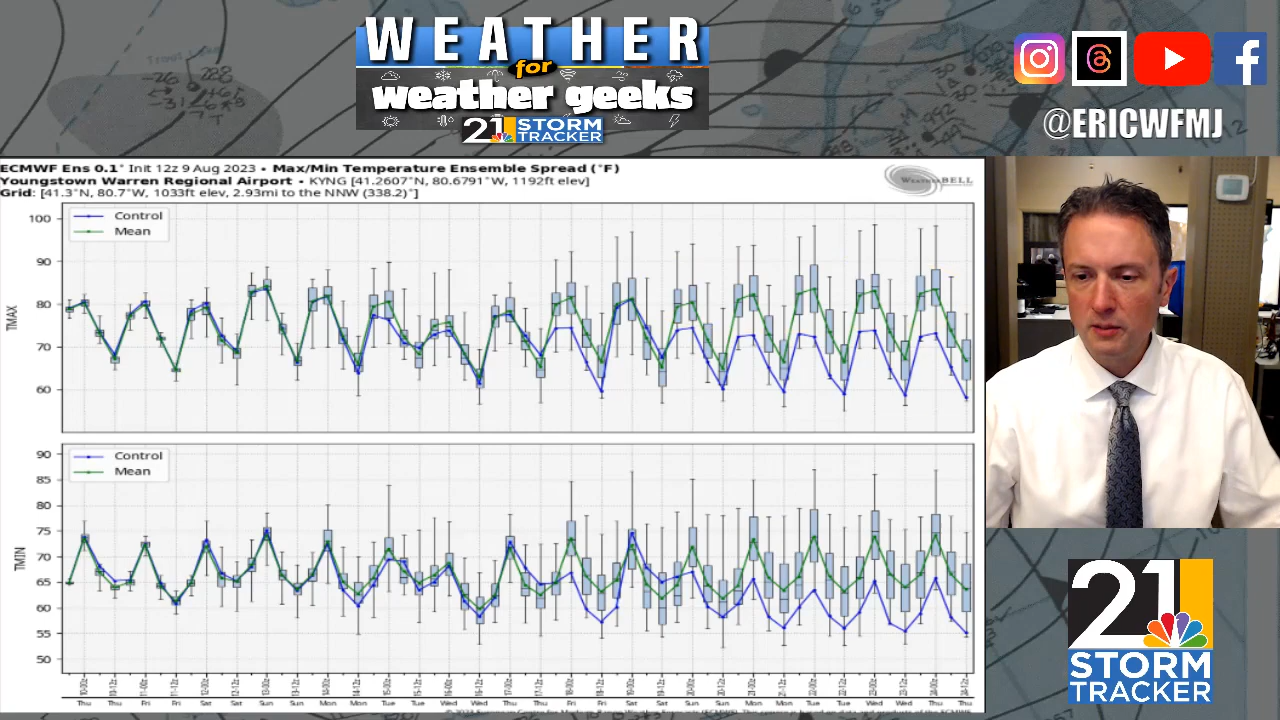 WEATHER
for
weather geeks
21 STORM
TRACKER
@ERICWFMJ
ECMWF Ens 0.1° Init 12z 9 Aug 2023 • Max/Min Temperature Ensemble Spread (°F)
Youngstown Warren Regional Airport • KYNG [41.2607°N, 80.6791°W, 1192ft elev]
Grid: [41.3°N, 80.7°W, 1033ft elev, 2.93mi to the NNW (338.2)°]
WeatherBELL
Control
Mean
TMAX
100
90
80
70
60
Control
Mean
TMIN
90
85
80
75
70
65
60
55
50
Thu Thu Fri Fri Sat Sat Sun Sun Mon Mon Tue Tue Wed Wed Thu Thu Fri Fri Sat Sat Sun Sun Mon Mon Tue Tue Wed Wed Thu Thu
21
STORM
TRACKER